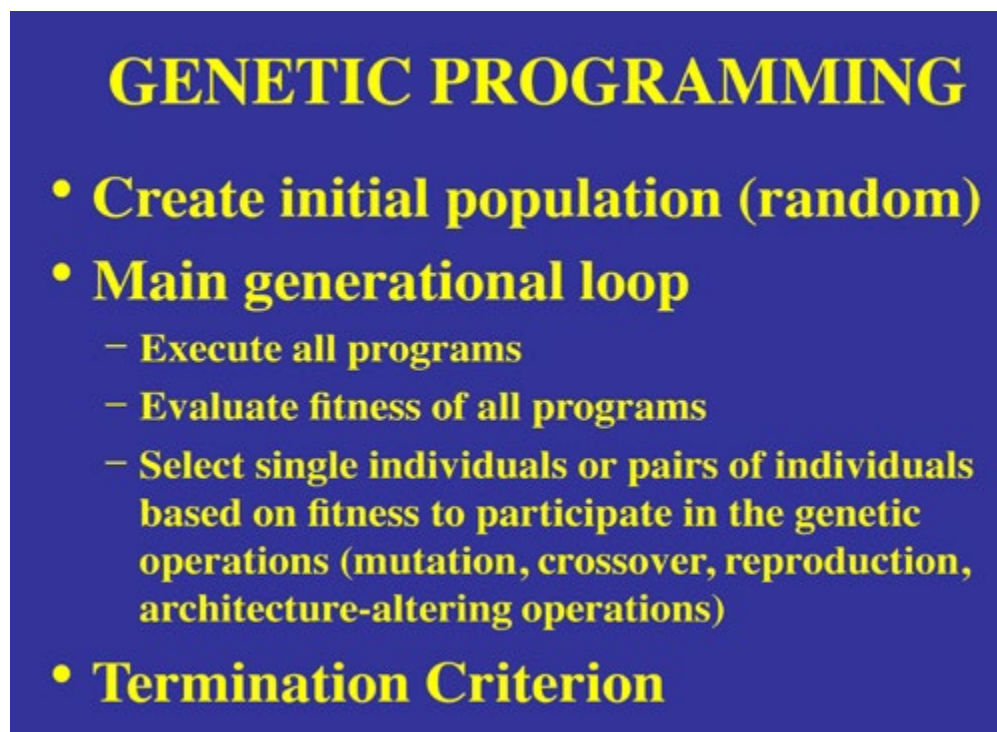 GENETIC PROGRAMMING
• Create initial population (random)
• Main generational loop
– Execute all programs
– Evaluate fitness of all programs
– Select single individuals or pairs of individuals
based on fitness to participate in the genetic
operations (mutation, crossover, reproduction,
architecture-altering operations)
• Termination Criterion